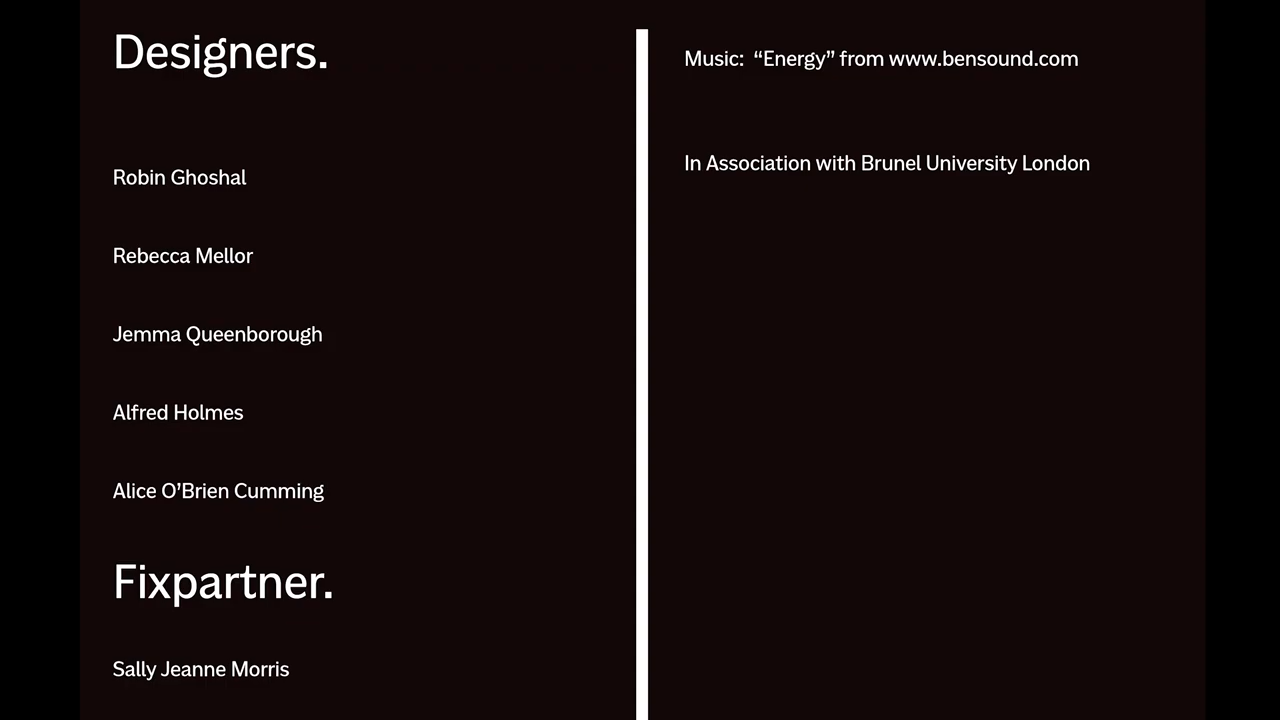 Designers.
Robin Ghoshal
Rebecca Mellor
Jemma Queenborough
Alfred Holmes
Alice O’Brien Cumming
Fixpartner.
Sally Jeanne Morris
Music:  “Energy” from www.bensound.com
In Association with Brunel University London